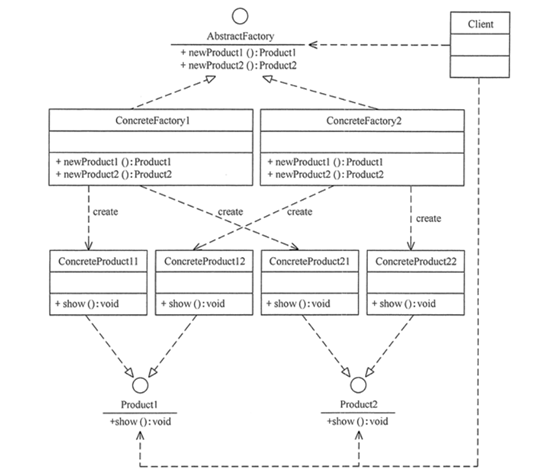 AbstractFactory
+ newProduct1 ():Product1
+ newProduct2 ():Product2
Client
ConcreteFactory1
+ newProduct1 ():Product1
+ newProduct2 ():Product2
ConcreteFactory2
+ newProduct1 ():Product1
+ newProduct2 ():Product2
create
create
create
create
ConcreteProduct11
+ show ():void
ConcreteProduct12
+ show ():void
ConcreteProduct21
+ show ():void
ConcreteProduct22
+ show ():void
Product1
+show ():void
Product2
+show ():void